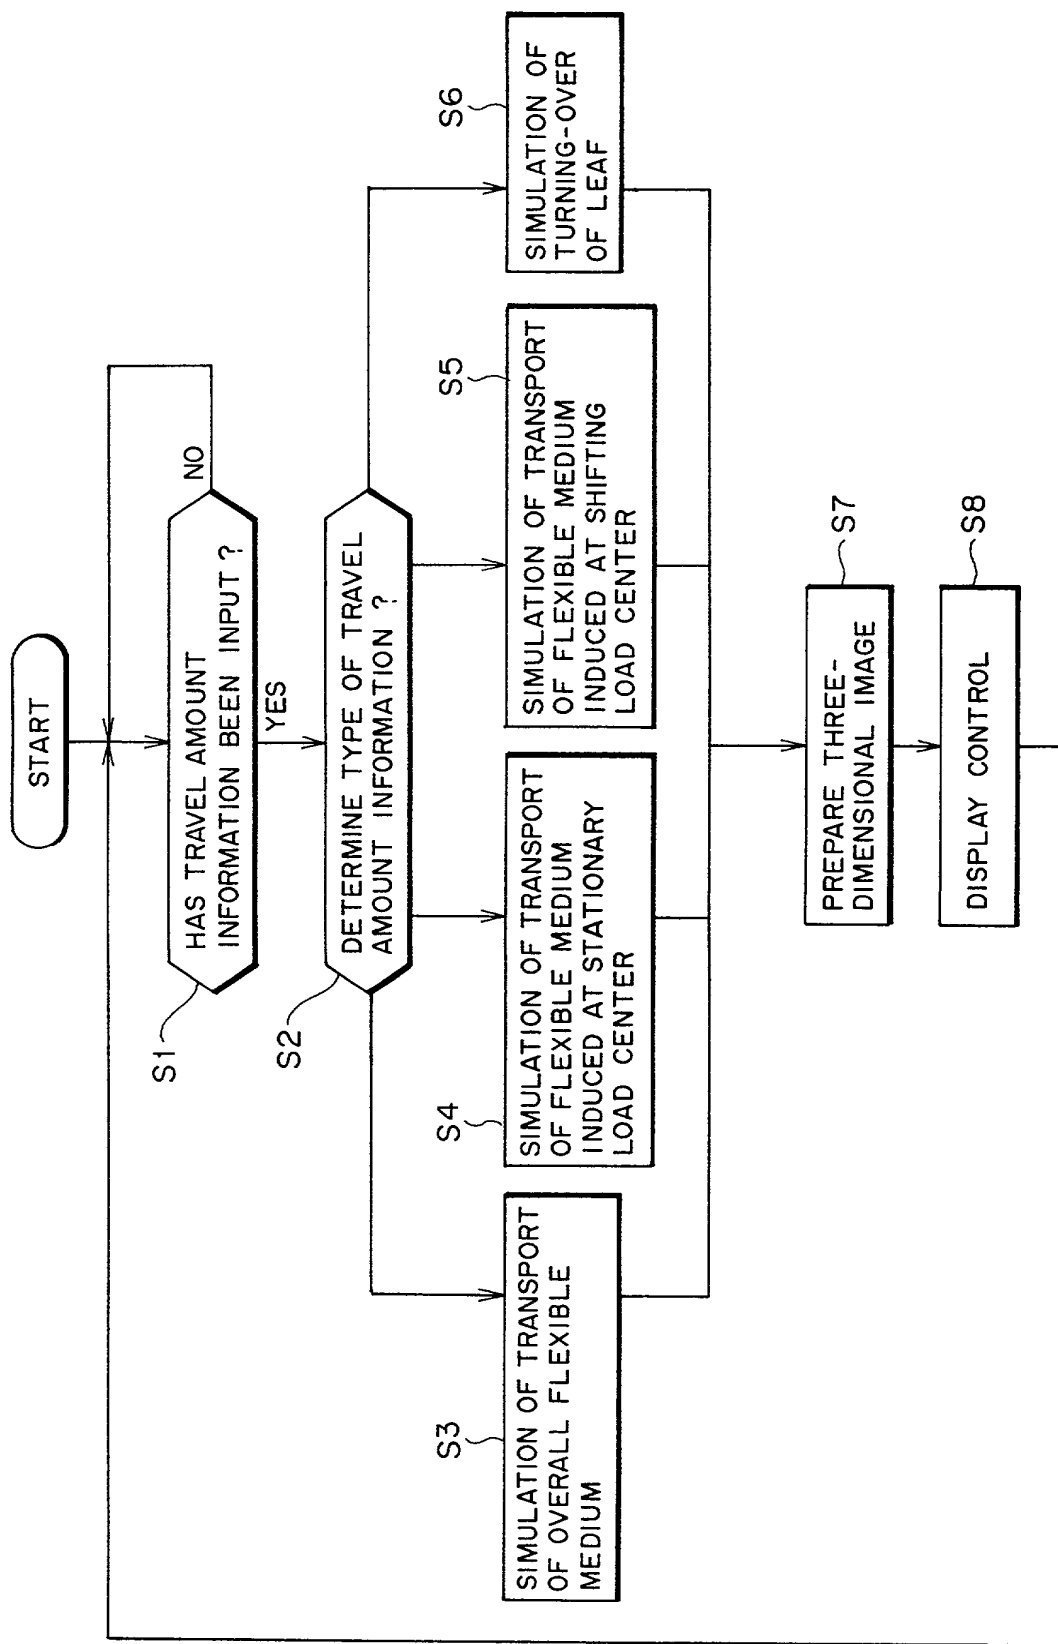 START
S1
HAS TRAVEL AMOUNT
INFORMATION BEEN INPUT ?
NO
YES
S2
DETERMINE TYPE OF TRAVEL
AMOUNT INFORMATION ?
S3
SIMULATION OF TRANSPORT
OF OVERALL FLEXIBLE
MEDIUM
S4
SIMULATION OF TRANSPORT
OF FLEXIBLE MEDIUM
INDUCED AT STATIONARY
LOAD CENTER
S5
SIMULATION OF TRANSPORT
OF FLEXIBLE MEDIUM
INDUCED AT SHIFTING
LOAD CENTER
S6
SIMULATION OF
TURNING-OVER
OF LEAF
S7
PREPARE THREE-
DIMENSIONAL IMAGE
S8
DISPLAY CONTROL